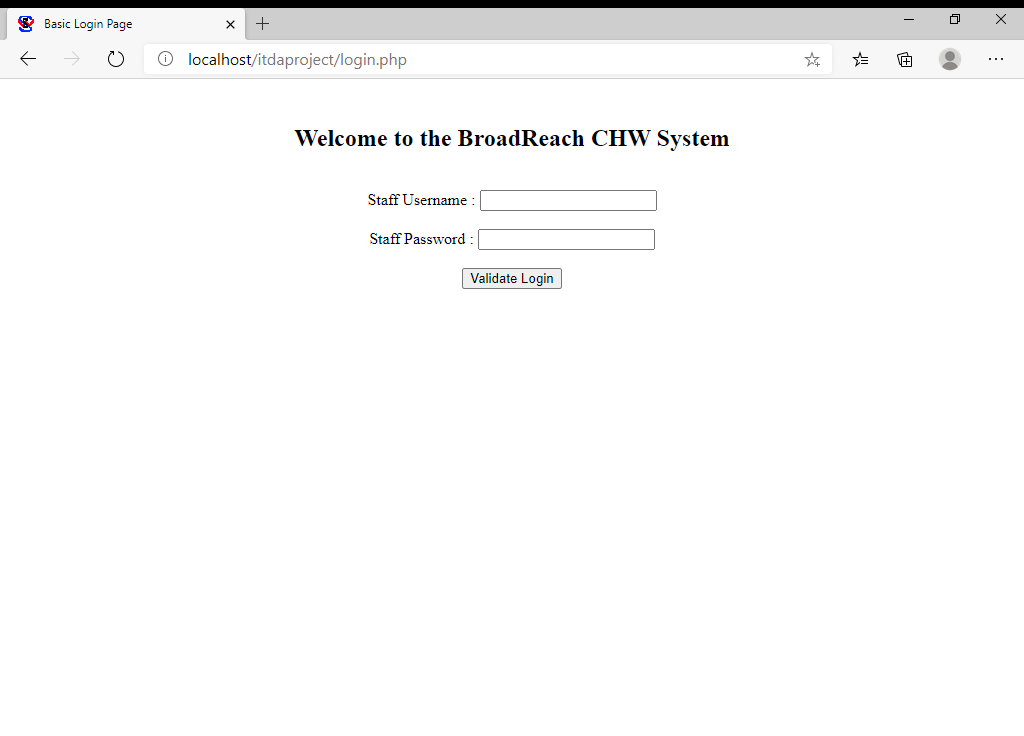 Basic Login Page
localhost/itdaproject/login.php
Welcome to the BroadReach CHW System
Staff Username :
Staff Password :
Validate Login